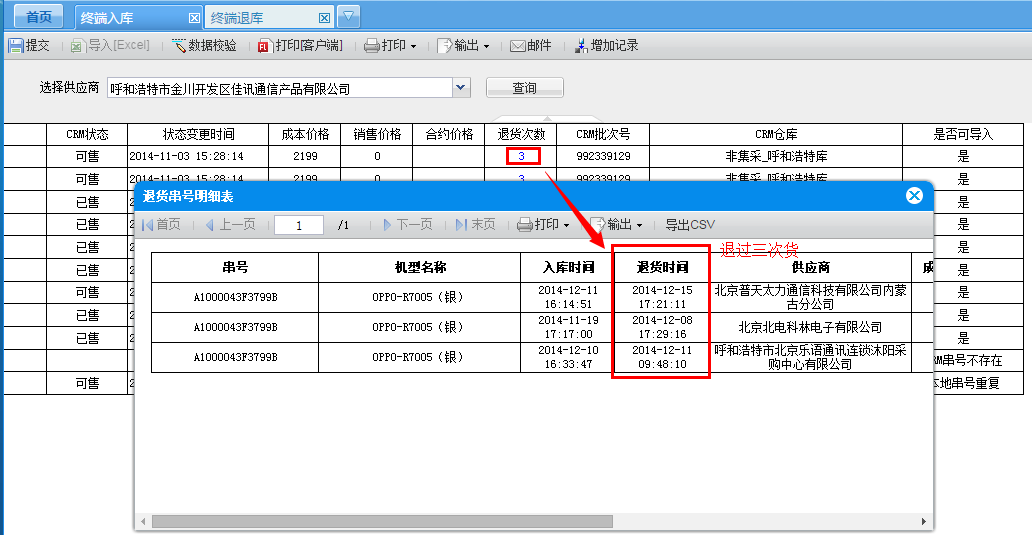 首页 终端入库 终端退库
提交 导入[Excel] 数据校验 打印[客户端] 打印 输出 邮件 增加记录
选择供应商 呼和浩特市金川开发区佳讯通信产品有限公司 查询
CRM状态 状态变更时间 成本价格 销售价格 合约价格 退货次数 CRM批次号 CRM仓库 是否可导入
可售 2014-11-03 15:28:14 2199 0 3 992339129 非集采_呼和浩特库 是
可售 2014-11-03 15:28:14 2199 0 3 992339129 非集采_呼和浩特库 是
已售 是
已售 是
已售 是
已售 是
已售 是
已售 是
已售 是
串号不存在
可售 本地串号重复
退货串号明细表
首页 上一页 1 /1 下一页 末页 打印 输出 导出CSV
退过三次货
串号 机型名称 入库时间 退货时间 供应商 成
A1000043F3799B OPPO-R7005（银） 2014-12-11 16:14:51 2014-12-15 17:21:11 北京普天太力通信科技有限公司内蒙古分公司
A1000043F3799B OPPO-R7005（银） 2014-11-19 17:17:00 2014-12-08 17:29:16 北京北电科林电子有限公司
A1000043F3799B OPPO-R7005（银） 2014-12-10 16:33:47 2014-12-11 09:48:10 呼和浩特市北京乐语通讯连锁沐阳采购中心有限公司